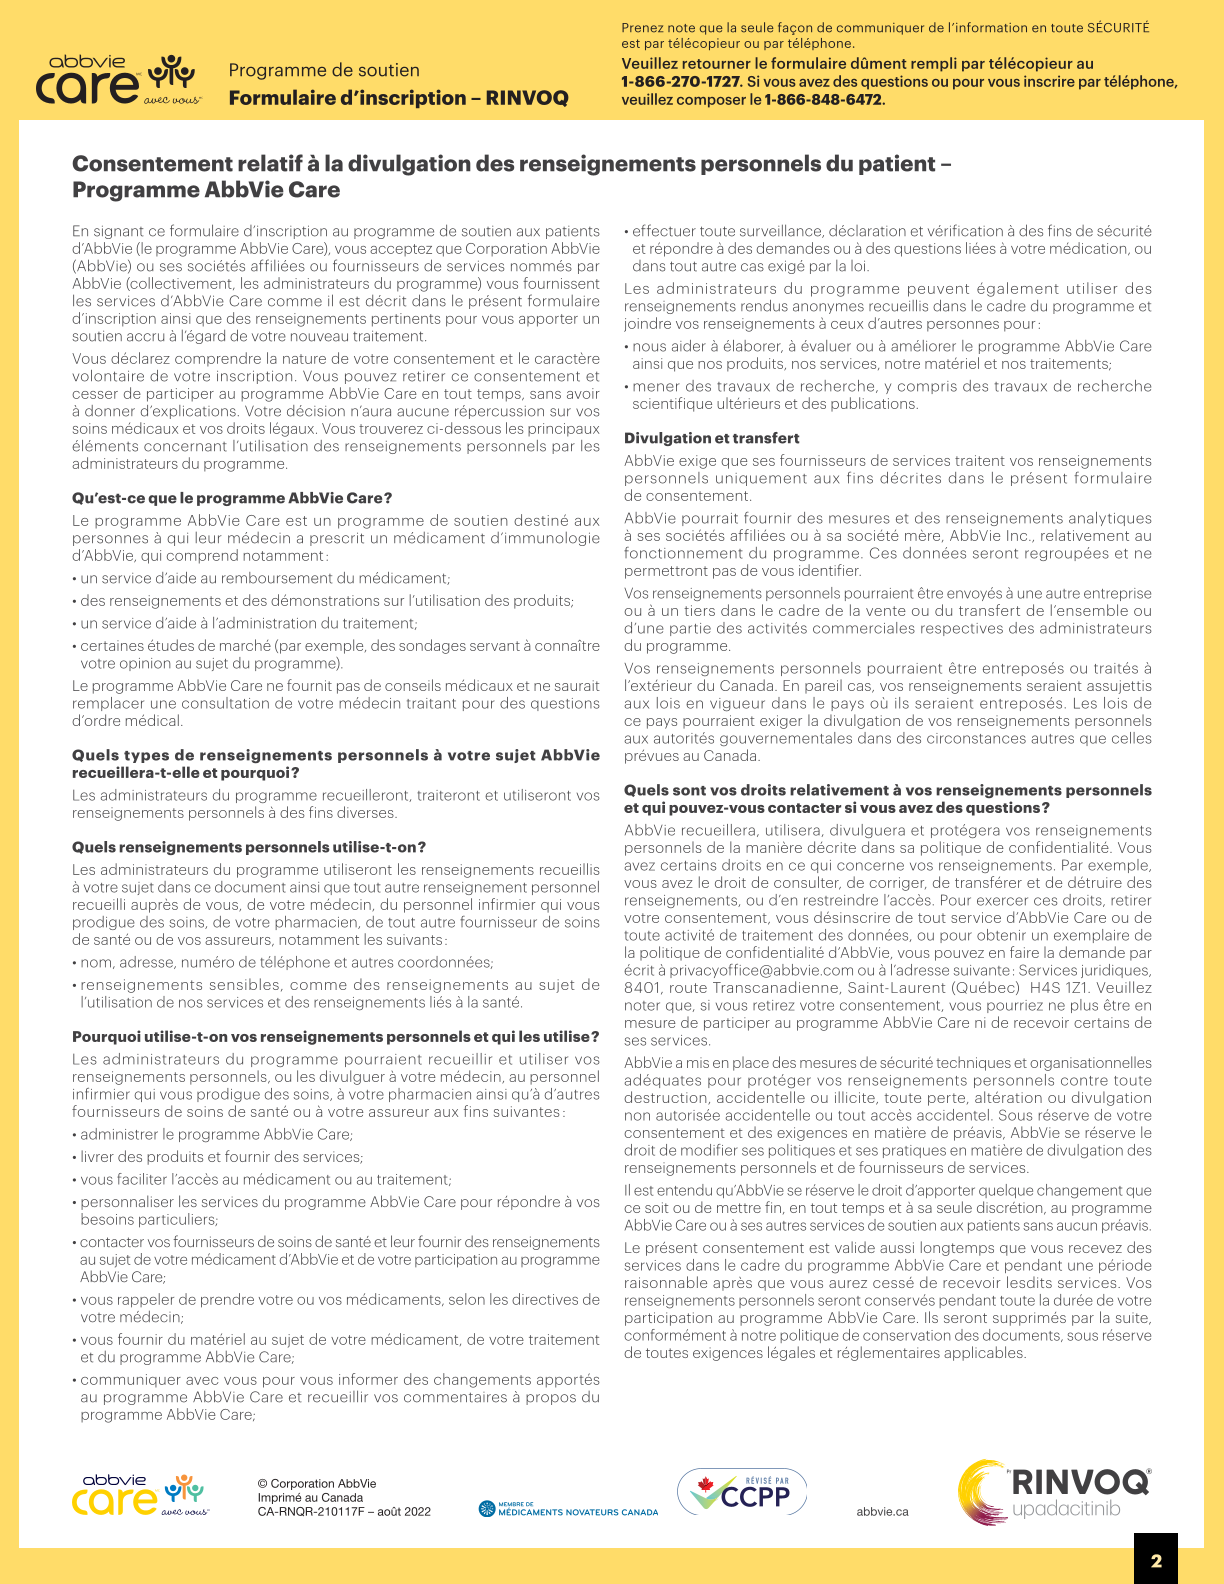 abbvie
care
avec vous
Programme de soutien
Formulaire d’inscription – RINVOQ
Prenez note que la seule façon de communiquer de l’information en toute SÉCURITÉ
est par télécopieur ou par téléphone.
Veuillez retourner le formulaire dûment rempli par télécopieur au
1-866-270-1727. Si vous avez des questions ou pour vous inscrire par téléphone,
veuillez composer le 1-866-848-6472.
Consentement relatif à la divulgation des renseignements personnels du patient –
Programme AbbVie Care
En signant ce formulaire d’inscription au programme de soutien aux patients
d’AbbVie (le programme AbbVie Care), vous acceptez que Corporation AbbVie
(AbbVie) ou ses sociétés affiliées ou fournisseurs de services nommés par
AbbVie (collectivement, les administrateurs du programme) vous fournissent
les services d’AbbVie Care comme il est décrit dans le présent formulaire
d’inscription ainsi que des renseignements pertinents pour vous apporter un
soutien accru à l’égard de votre nouveau traitement.
Vous déclarez comprendre la nature de votre consentement et le caractère
volontaire de votre inscription. Vous pouvez retirer ce consentement et
cesser de participer au programme AbbVie Care en tout temps, sans avoir
à donner d’explications. Votre décision n’aura aucune répercussion sur vos
soins médicaux et vos droits légaux. Vous trouverez ci-dessous les principaux
éléments concernant l’utilisation des renseignements personnels par les
administrateurs du programme.
Qu’est-ce que le programme AbbVie Care ?
Le programme AbbVie Care est un programme de soutien destiné aux
personnes à qui leur médecin a prescrit un médicament d’immunologie
d’AbbVie, qui comprend notamment :
• un service d’aide au remboursement du médicament;
• des renseignements et des démonstrations sur l’utilisation des produits;
• un service d’aide à l’administration du traitement;
• certaines études de marché (par exemple, des sondages servant à connaître
votre opinion au sujet du programme).
Le programme AbbVie Care ne fournit pas de conseils médicaux et ne saurait
remplacer une consultation de votre médecin traitant pour des questions
d’ordre médical.
Quels types de renseignements personnels à votre sujet AbbVie
recueillera-t-elle et pourquoi ?
Les administrateurs du programme recueilleront, traiteront et utiliseront vos
renseignements personnels à des fins diverses.
Quels renseignements personnels utilise-t-on ?
Les administrateurs du programme utiliseront les renseignements recueillis
à votre sujet dans ce document ainsi que tout autre renseignement personnel
recueilli auprès de vous, de votre médecin, du personnel infirmier qui vous
prodigue des soins, de votre pharmacien, de tout autre fournisseur de soins
de santé ou de vos assureurs, notamment les suivants :
• nom, adresse, numéro de téléphone et autres coordonnées;
• renseignements sensibles, comme des renseignements au sujet de
l’utilisation de nos services et des renseignements liés à la santé.
Pourquoi utilise-t-on vos renseignements personnels et qui les utilise ?
Les administrateurs du programme pourraient recueillir et utiliser vos
renseignements personnels, ou les divulguer à votre médecin, au personnel
infirmier qui vous prodigue des soins, à votre pharmacien ainsi qu’à d’autres
fournisseurs de soins de santé ou à votre assureur aux fins suivantes :
• administrer le programme AbbVie Care;
• livrer des produits et fournir des services;
• vous faciliter l’accès au médicament ou au traitement;
• personnaliser les services du programme AbbVie Care pour répondre à vos
besoins particuliers;
• contacter vos fournisseurs de soins de santé et leur fournir des renseignements
au sujet de votre médicament d’AbbVie et de votre participation au programme
AbbVie Care;
• vous rappeler de prendre votre ou vos médicaments, selon les directives de
votre médecin;
• vous fournir du matériel au sujet de votre médicament, de votre traitement
et du programme AbbVie Care;
• communiquer avec vous pour vous informer des changements apportés
au programme AbbVie Care et recueillir vos commentaires à propos du
programme AbbVie Care;
• effectuer toute surveillance, déclaration et vérification à des fins de sécurité
et répondre à des demandes ou à des questions liées à votre médication, ou
dans tout autre cas exigé par la loi.
Les administrateurs du programme peuvent également utiliser des
renseignements rendus anonymes recueillis dans le cadre du programme et
joindre vos renseignements à ceux d’autres personnes pour :
• nous aider à élaborer, à évaluer ou à améliorer le programme AbbVie Care
ainsi que nos produits, nos services, notre matériel et nos traitements;
• mener des travaux de recherche, y compris des travaux de recherche
scientifique ultérieurs et des publications.
Divulgation et transfert
AbbVie exige que ses fournisseurs de services traitent vos renseignements
personnels uniquement aux fins décrites dans le présent formulaire
de consentement.
AbbVie pourrait fournir des mesures et des renseignements analytiques
à ses sociétés affiliées ou à sa société mère, AbbVie Inc., relativement au
fonctionnement du programme. Ces données seront regroupées et ne
permettront pas de vous identifier.
Vos renseignements personnels pourraient être envoyés à une autre entreprise
ou à un tiers dans le cadre de la vente ou du transfert de l’ensemble ou
d’une partie des activités commerciales respectives des administrateurs
du programme.
Vos renseignements personnels pourraient être entreposés ou traités à
l’extérieur du Canada. En pareil cas, vos renseignements seraient assujettis
aux lois en vigueur dans le pays où ils seraient entreposés. Les lois de
ce pays pourraient exiger la divulgation de vos renseignements personnels
aux autorités gouvernementales dans des circonstances autres que celles
prévues au Canada.
Quels sont vos droits relativement à vos renseignements personnels
et qui pouvez-vous contacter si vous avez des questions ?
AbbVie recueillera, utilisera, divulguera et protégera vos renseignements
personnels de la manière décrite dans sa politique de confidentialité. Vous
avez certains droits en ce qui concerne vos renseignements. Par exemple,
vous avez le droit de consulter, de corriger, de transférer et de détruire des
renseignements, ou d’en restreindre l’accès. Pour exercer ces droits, retirer
votre consentement, vous désinscrire de tout service d’AbbVie Care ou de
toute activité de traitement des données, ou pour obtenir un exemplaire de
la politique de confidentialité d’AbbVie, vous pouvez en faire la demande par
écrit à privacyoffice@abbvie.com ou à l’adresse suivante : Services juridiques,
8401, route Transcanadienne, Saint-Laurent (Québec) H4S 1Z1. Veuillez
noter que, si vous retirez votre consentement, vous pourriez ne plus être en
mesure de participer au programme AbbVie Care ni de recevoir certains de
ses services.
AbbVie a mis en place des mesures de sécurité techniques et organisationnelles
adéquates pour protéger vos renseignements personnels contre toute
destruction, accidentelle ou illicite, toute perte, altération ou divulgation
non autorisée accidentelle ou tout accès accidentel. Sous réserve de votre
consentement et des exigences en matière de préavis, AbbVie se réserve le
droit de modifier ses politiques et ses pratiques en matière de divulgation des
renseignements personnels et de fournisseurs de services.
Il est entendu qu’AbbVie se réserve le droit d’apporter quelque changement que
ce soit ou de mettre fin, en tout temps et à sa seule discrétion, au programme
AbbVie Care ou à ses autres services de soutien aux patients sans aucun préavis.
Le présent consentement est valide aussi longtemps que vous recevez des
services dans le cadre du programme AbbVie Care et pendant une période
raisonnable après que vous aurez cessé de recevoir lesdits services. Vos
renseignements personnels seront conservés pendant toute la durée de votre
participation au programme AbbVie Care. Ils seront supprimés par la suite,
conformément à notre politique de conservation des documents, sous réserve
de toutes exigences légales et réglementaires applicables.
abbvie
care
avec vous
© Corporation AbbVie
Imprimé au Canada
CA-RNQR-210117F – août 2022
MEMBRE DE
MÉDICAMENTS NOVATEURS CANADA
RÉVISÉ PAR
CCPP
abbvie.ca
Pr RINVOQ®
upadacitinib
2